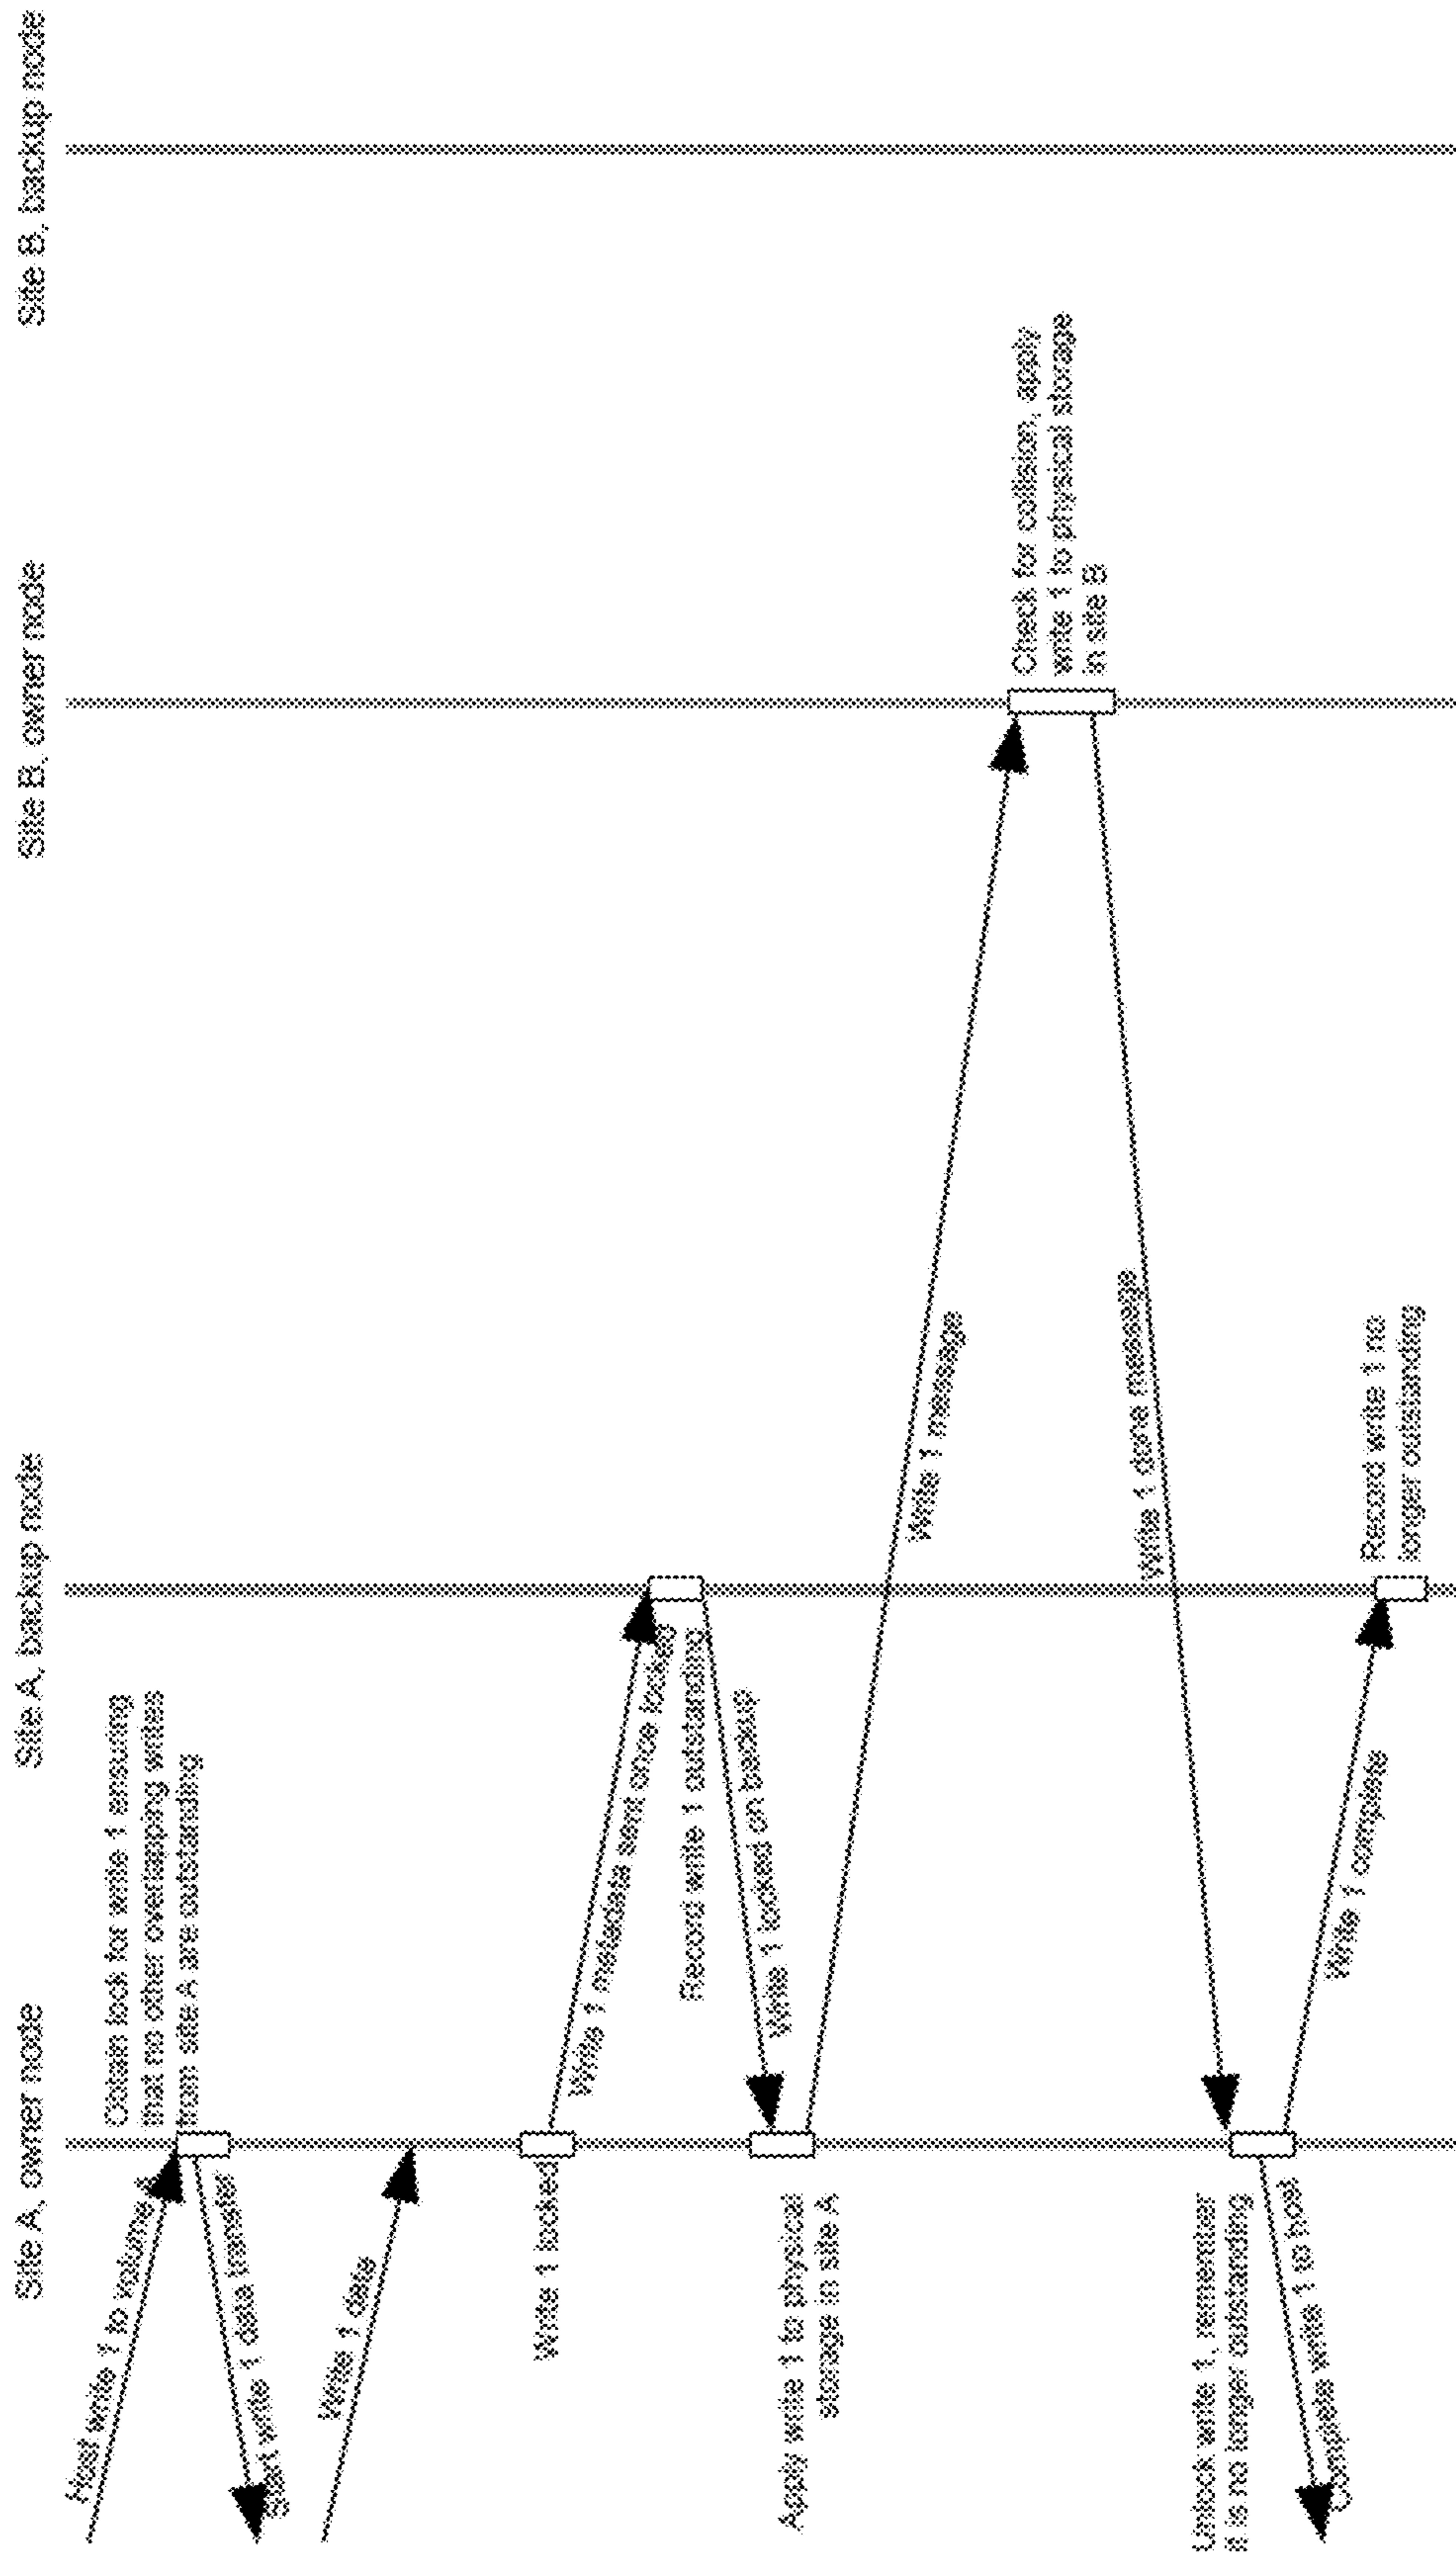 Site A, owner node
Site A, backup node
Site B, owner node
Site B, backup node
Host write 1 to volume
Obtain lock for write 1 ensuring
that no other overlapping writes
from site A are outstanding
Start write 1 data transfer
Write 1 data
Write 1 locked
Write 1 metadata sent once locked
Record write 1 outstanding
Write 1 locked on backup
Apply write 1 to physical
storage in site A
Write 1 message
Check for collision, apply
write 1 to physical storage
in site B
Write 1 done message
Unlock write 1, remember
it is no longer outstanding
Complete write 1 to host
Write 1 complete
Record write 1 no
longer outstanding